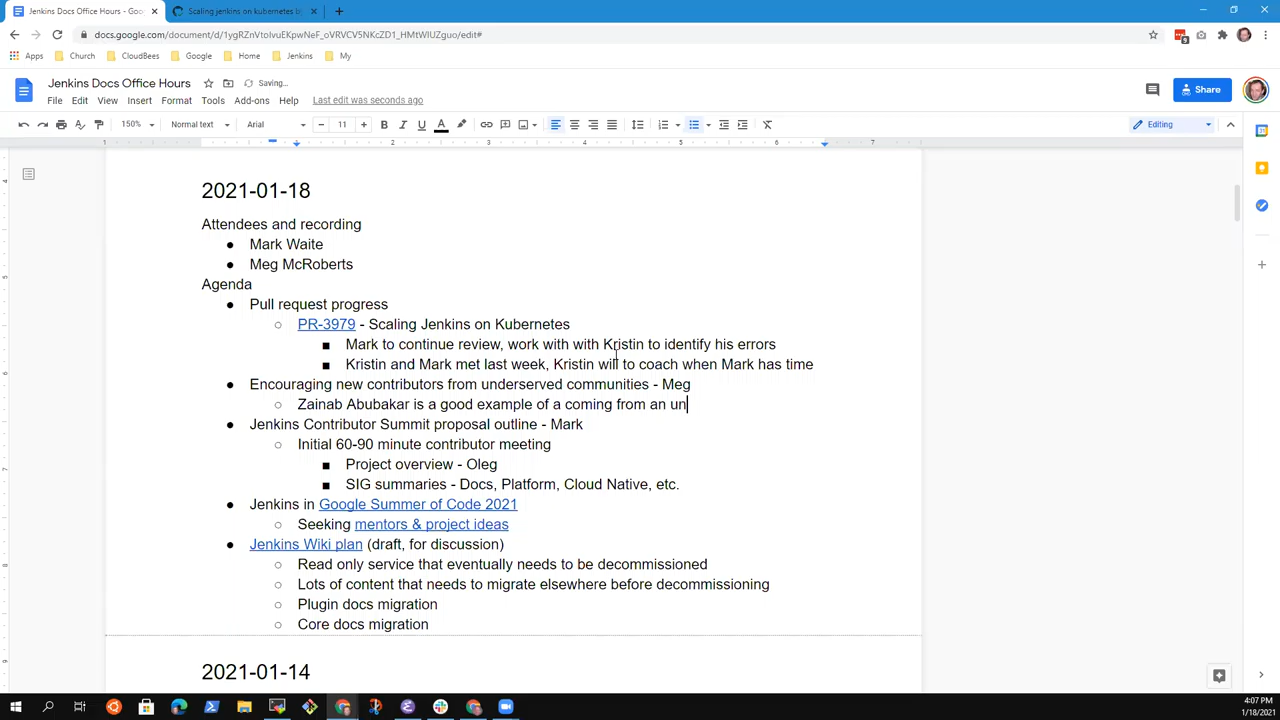 Jenkins Docs Office Hours - Goo
Scaling jenkins on kubernetes b
docs.google.com/document/d/1ygRZnVtoIvuEKpwNeF_oVRVCV5NKcZD1_HMtWIUZguo/edit#
Apps Church CloudBees Google Home Jenkins My
Jenkins Docs Office Hours Saving...
File Edit View Insert Format Tools Add-ons Help Last edit was seconds ago
Share
150% Normal text Arial 11 Editing
1 1 2 3 4 5 6 7
2021-01-18
Attendees and recording
● Mark Waite
● Meg McRoberts
Agenda
● Pull request progress
○ PR-3979 - Scaling Jenkins on Kubernetes
■ Mark to continue review, work with with Kristin to identify his errors
■ Kristin and Mark met last week, Kristin will to coach when Mark has time
● Encouraging new contributors from underserved communities - Meg
○ Zainab Abubakar is a good example of a coming from an un
● Jenkins Contributor Summit proposal outline - Mark
○ Initial 60-90 minute contributor meeting
■ Project overview - Oleg
■ SIG summaries - Docs, Platform, Cloud Native, etc.
● Jenkins in Google Summer of Code 2021
○ Seeking mentors & project ideas
● Jenkins Wiki plan (draft, for discussion)
○ Read only service that eventually needs to be decommissioned
○ Lots of content that needs to migrate elsewhere before decommissioning
○ Plugin docs migration
○ Core docs migration
2021-01-14
4:07 PM
1/18/2021